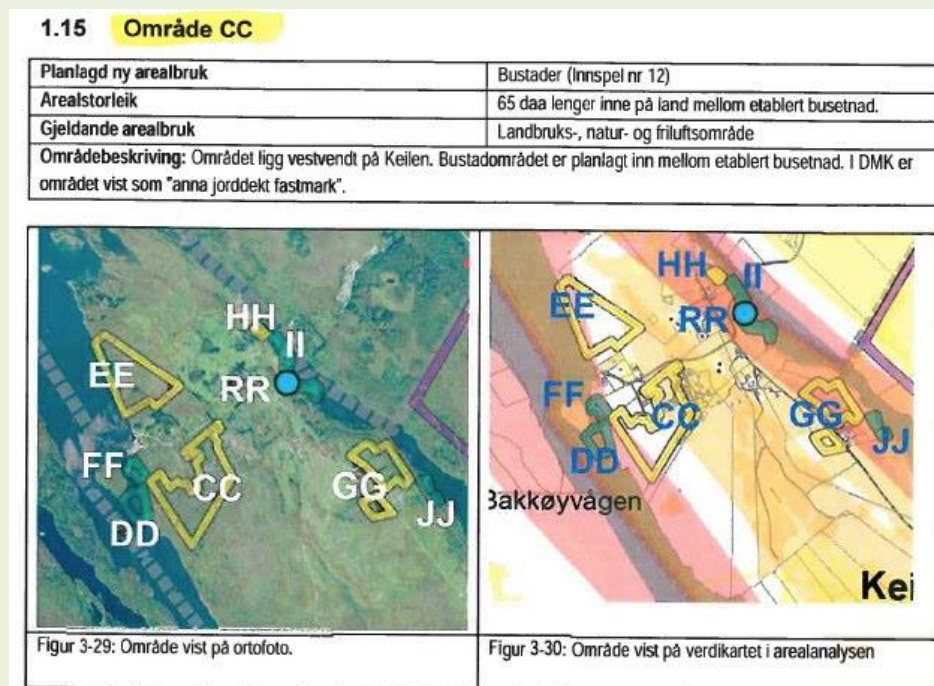 1.15 Område CC
Planlagd ny arealbruk Bustader (Innspel nr 12)
Arealstorleik 65 daa lenger inne på land mellom etablert busetnad.
Gjeldande arealbruk Landbruks-, natur- og friluftsområde
Områdebeskriving: Området ligg vestvendt på Keilen. Bustadområdet er planlagt inn mellom etablert busetnad. I DMK er
området vist som "anna jorddekt fastmark".
HH
II
EE
RR
FF
CC
GG
DD
JJ
HH
II
EE
RR
FF
CC
GG
DD
JJ
Bakkøyvågen
Kei
Figur 3-29: Område vist på ortofoto.
Figur 3-30: Område vist på verdikartet i arealanalysen